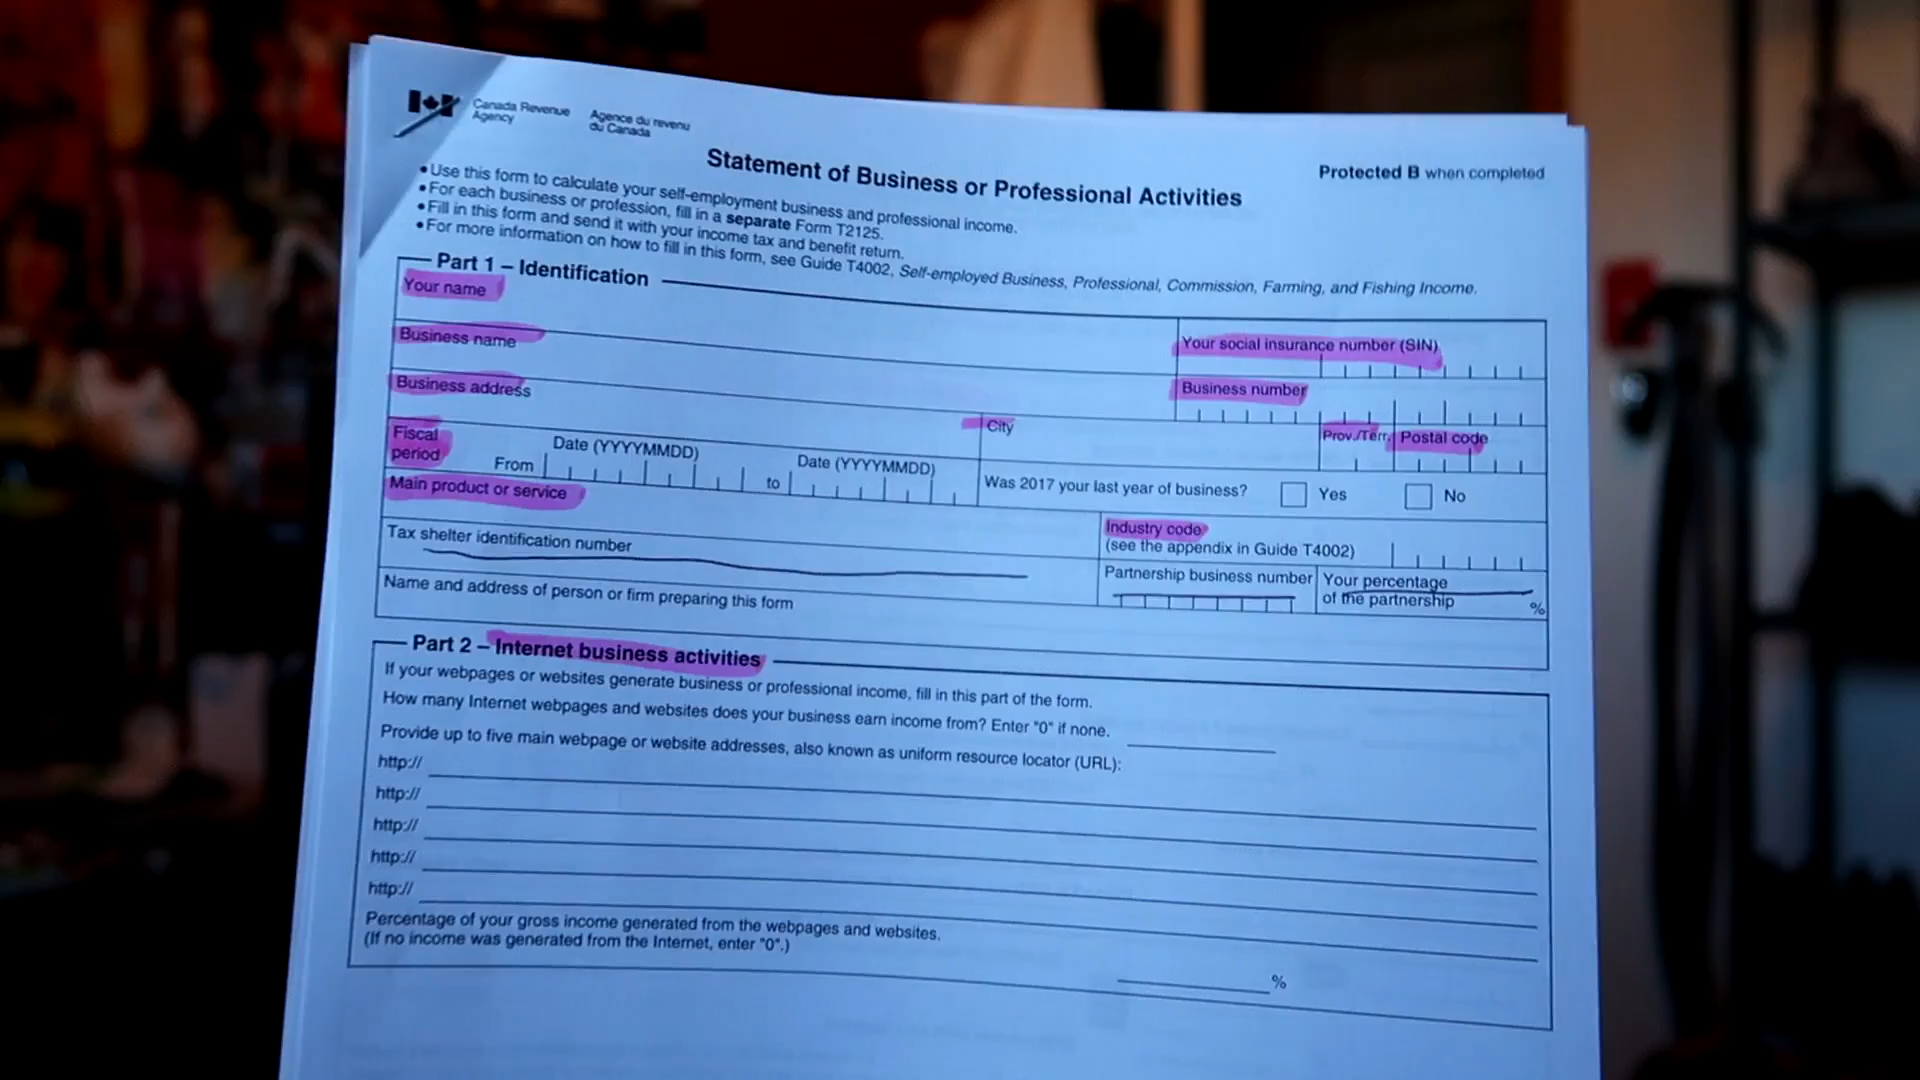 Canada Revenue Agency
Agence du revenu du Canada
Statement of Business or Professional Activities
Protected B when completed
• Use this form to calculate your self-employment business and professional income.
• For each business or profession, fill in a separate Form T2125.
• Fill in this form and send it with your income tax and benefit return.
• For more information on how to fill in this form, see Guide T4002, Self-employed Business, Professional, Commission, Farming, and Fishing Income.
Part 1 – Identification
Your name
Your social insurance number (SIN)
Business name
Business number
Business address
City
Prov./Terr.
Postal code
Fiscal period
From
Date (YYYYMMDD)
to
Date (YYYYMMDD)
Was 2017 your last year of business?
Yes
No
Main product or service
Industry code
(see the appendix in Guide T4002)
Tax shelter identification number
Partnership business number
Your percentage
of the partnership
%
Name and address of person or firm preparing this form
Part 2 – Internet business activities
If your webpages or websites generate business or professional income, fill in this part of the form.
How many Internet webpages and websites does your business earn income from? Enter "0" if none.
Provide up to five main webpage or website addresses, also known as uniform resource locator (URL):
http://
http://
http://
http://
http://
Percentage of your gross income generated from the webpages and websites.
(If no income was generated from the Internet, enter "0".)
%